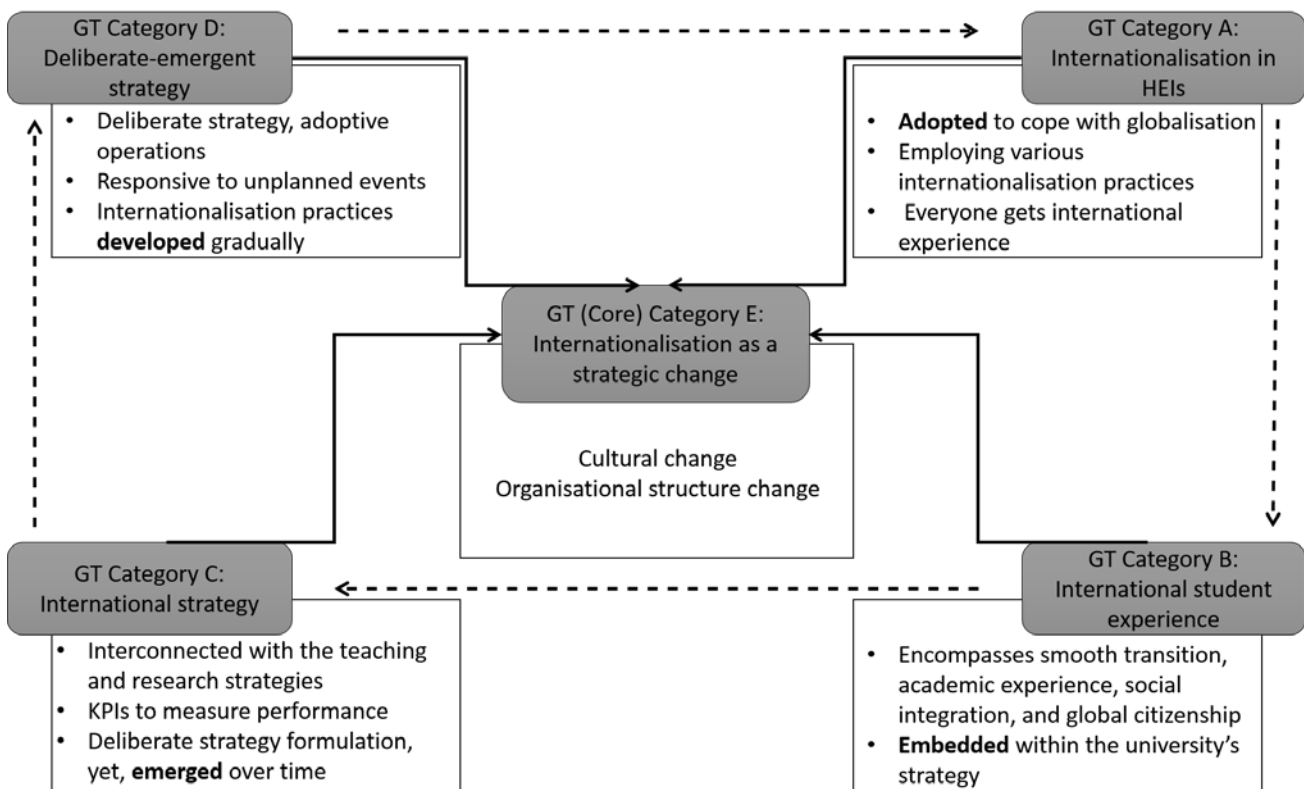 GT Category D:
Deliberate-emergent
strategy
• Deliberate strategy, adoptive
operations
• Responsive to unplanned events
• Internationalisation practices
developed gradually
GT Category A:
Internationalisation in
HEIs
• Adopted to cope with globalisation
• Employing various
internationalisation practices
• Everyone gets international
experience
GT (Core) Category E:
Internationalisation as a
strategic change
Cultural change
Organisational structure change
GT Category C:
International strategy
• Interconnected with the teaching
and research strategies
• KPIs to measure performance
• Deliberate strategy formulation,
yet, emerged over time
GT Category B:
International student
experience
• Encompasses smooth transition,
academic experience, social
integration, and global citizenship
• Embedded within the university's
strategy